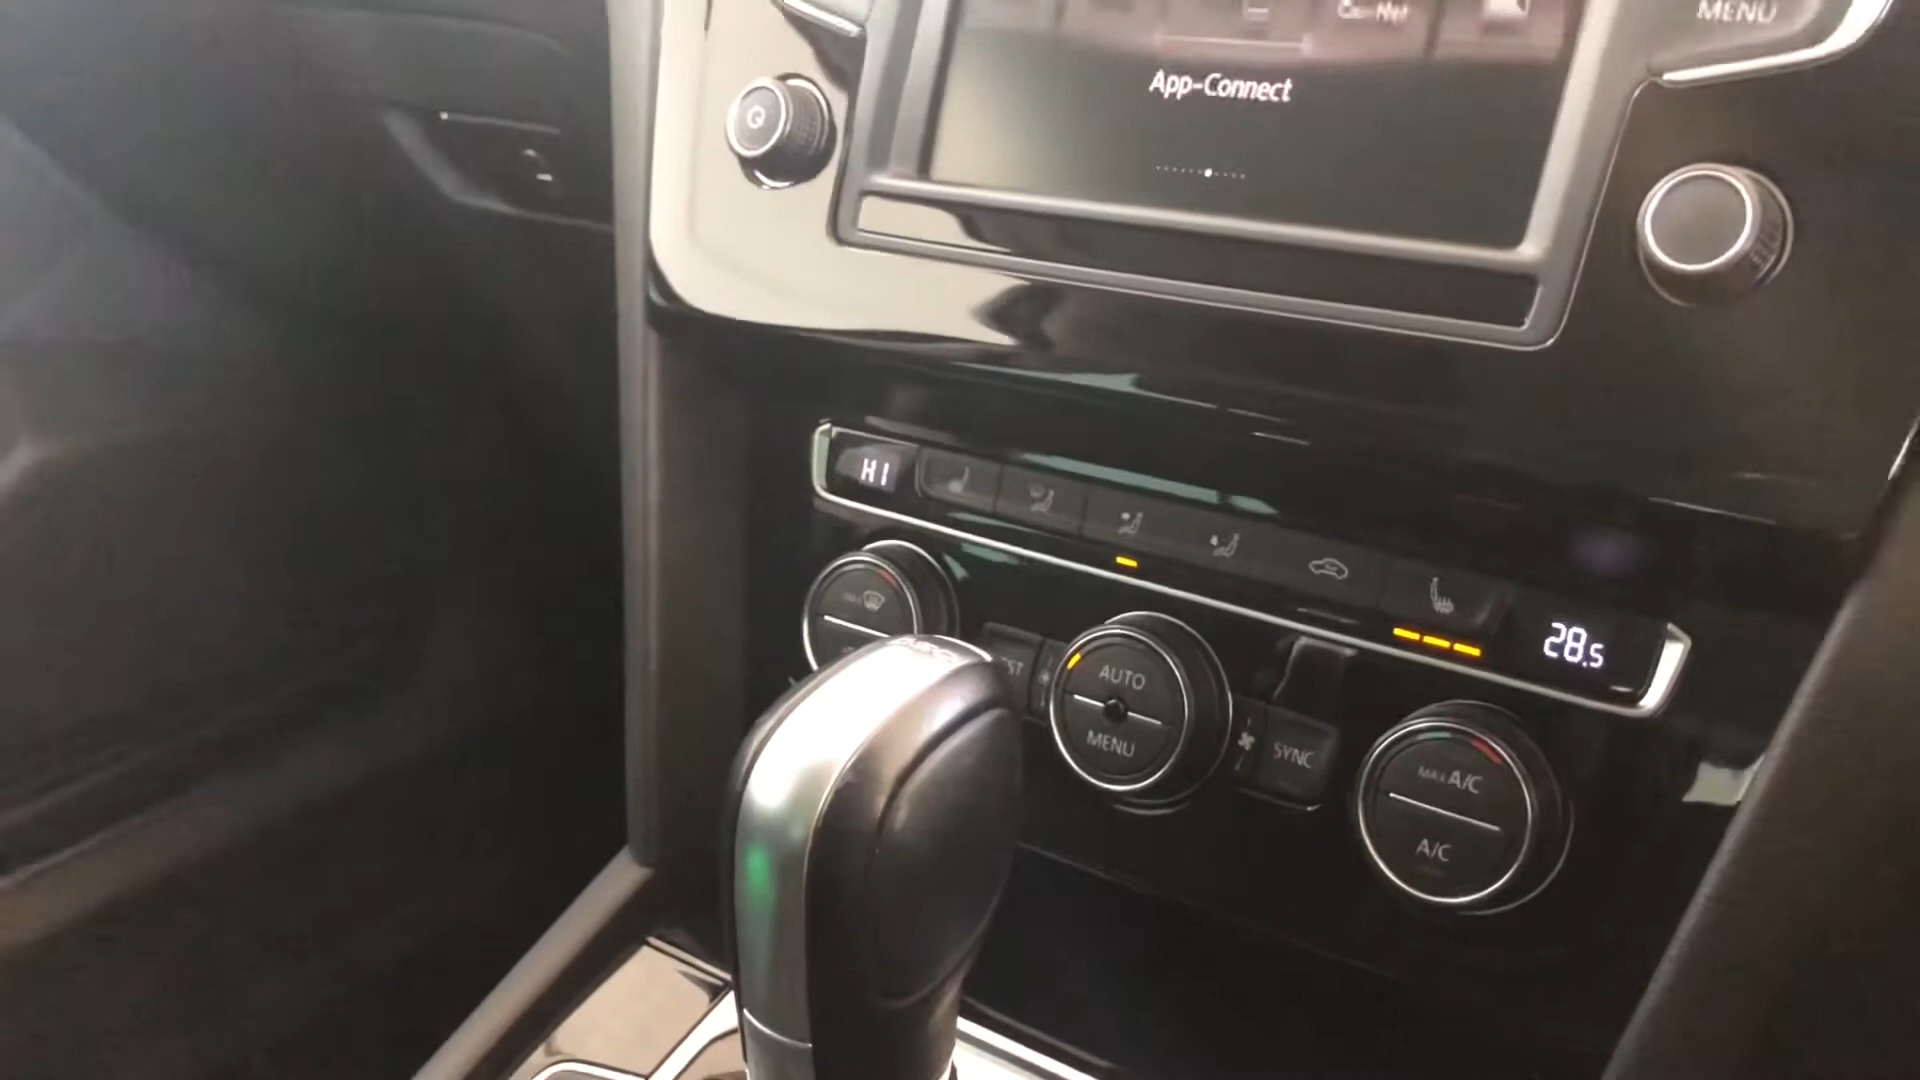 MENU
App-Connect
HI
28.5
AUTO
MENU
SYNC
MAX A/C
A/C